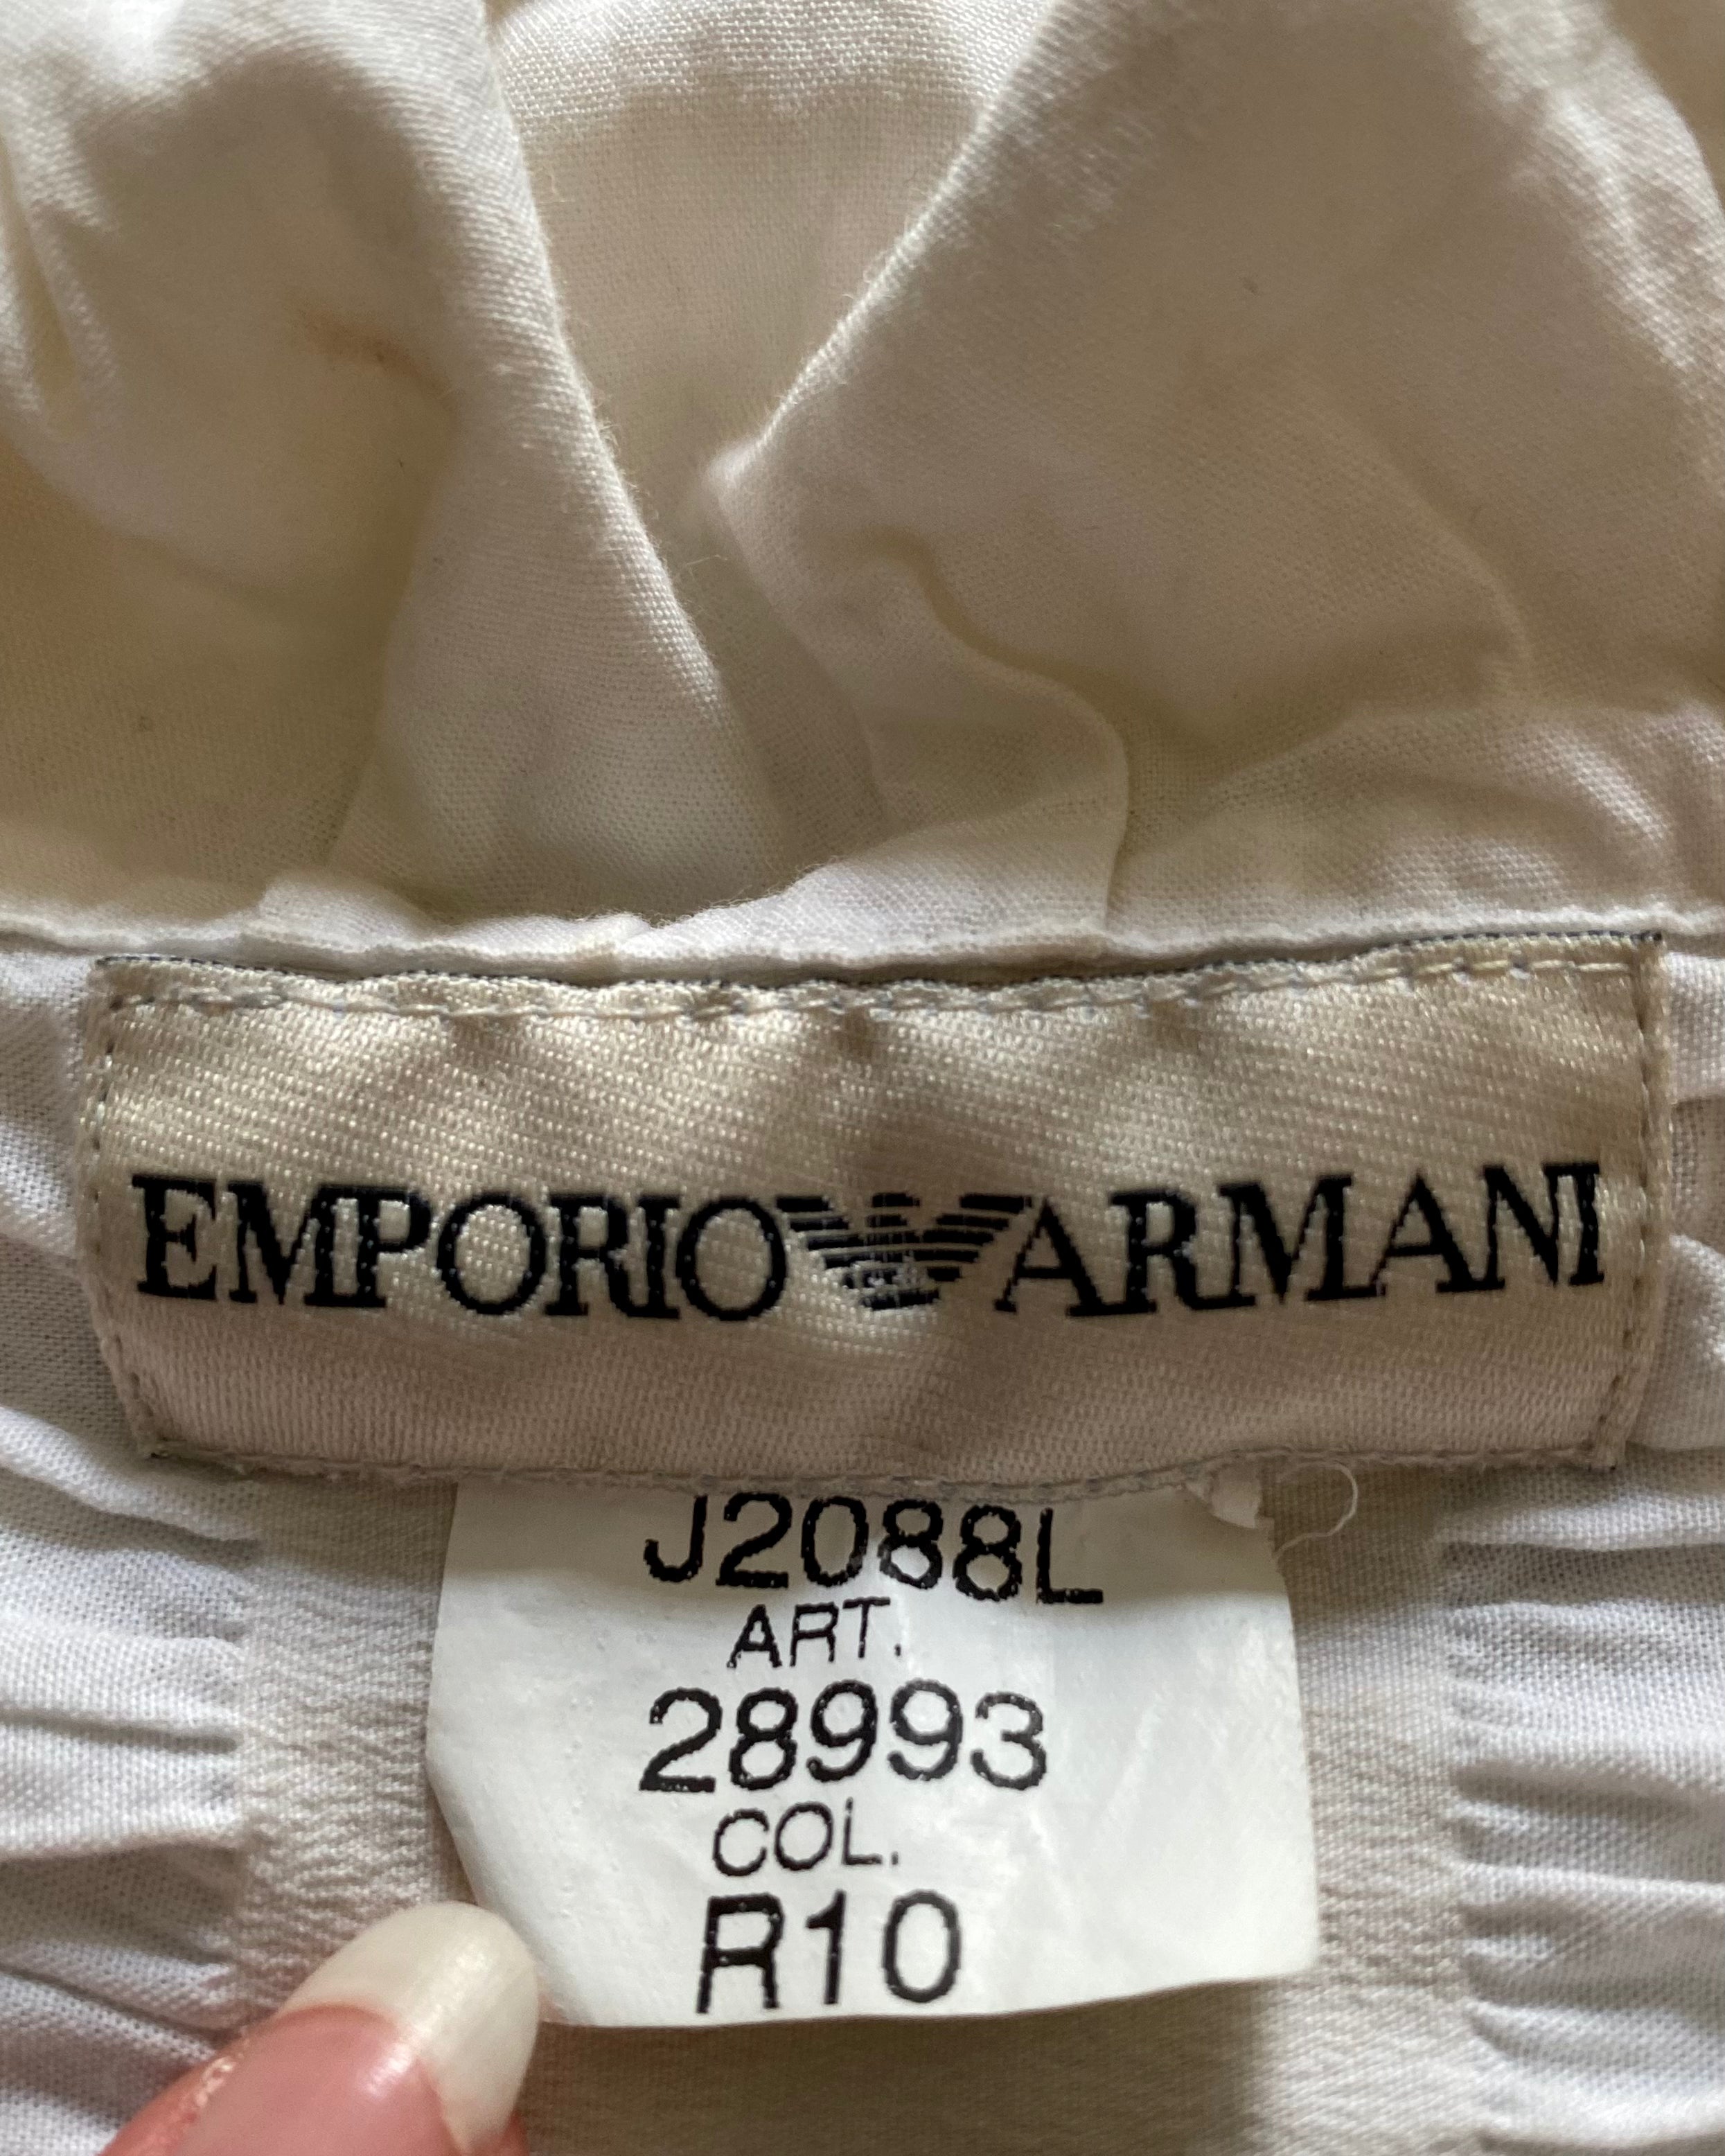 EMPORIO ARMANI
J2088L
ART.
28993
COL.
R10